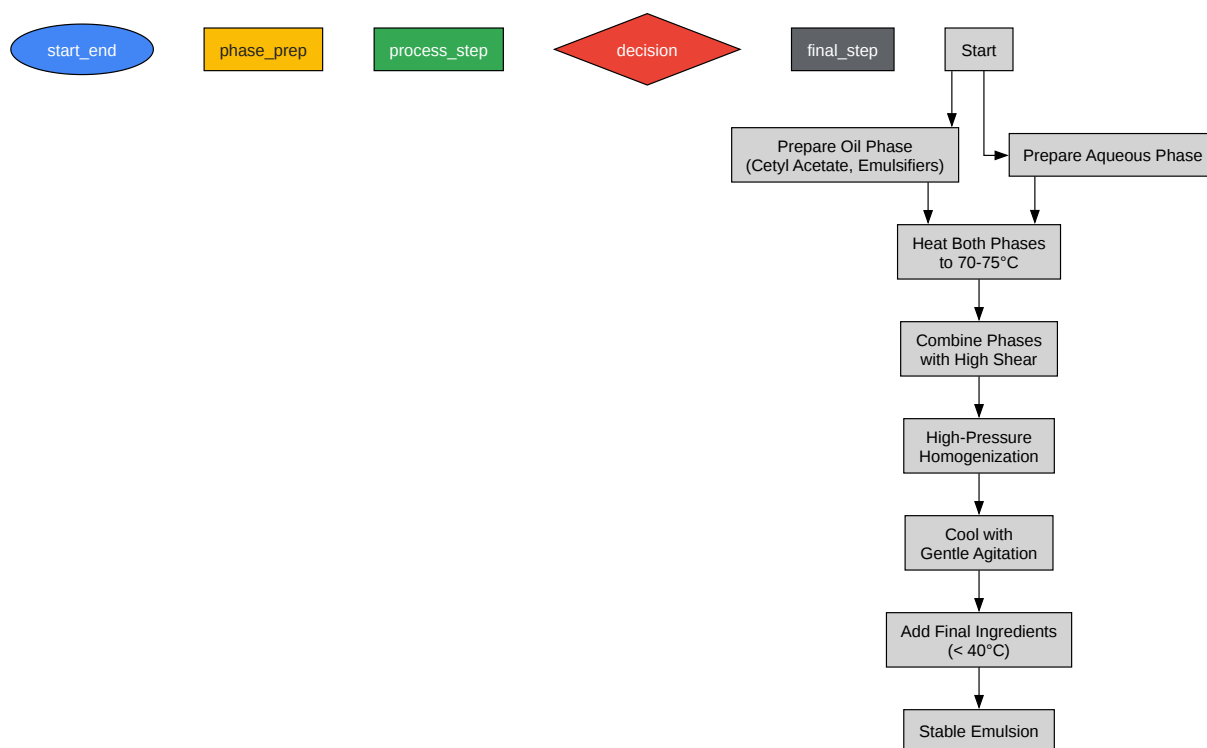 start_end
phase_prep
process_step
decision
final_step
Start
Prepare Oil Phase
(Cetyl Acetate, Emulsifiers)
Prepare Aqueous Phase
Heat Both Phases
to 70-75°C
Combine Phases
with High Shear
High-Pressure
Homogenization
Cool with
Gentle Agitation
Add Final Ingredients
(< 40°C)
Stable Emulsion